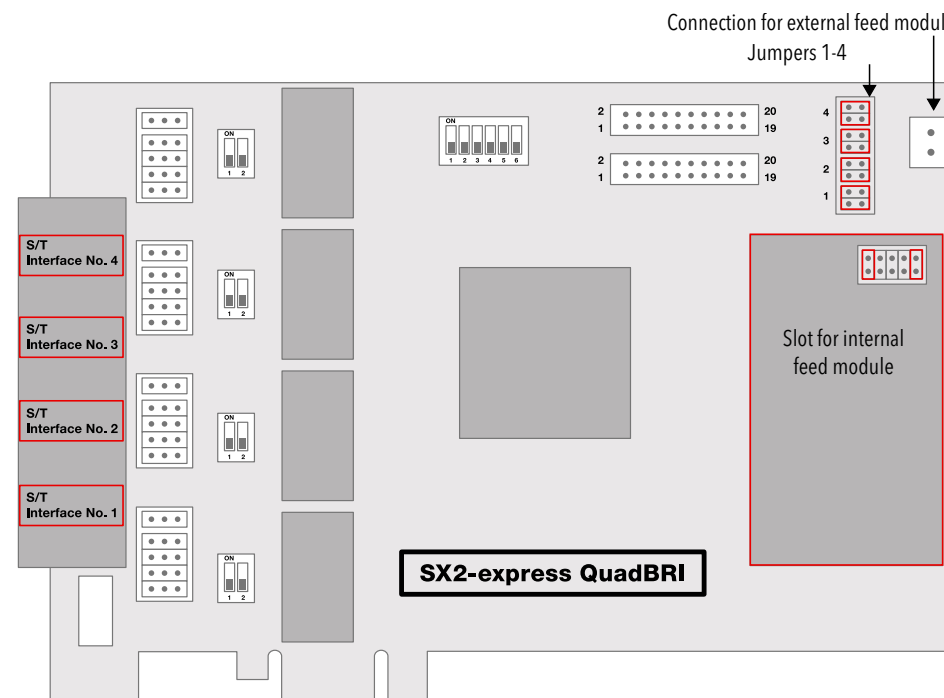 Connection for external feed modul
Jumpers 1-4
ON
1 2
ON
1 2 3 4 5 6
2 20
1 19
2 20
1 19
4
3
2
1
S/T
Interface No. 4
ON
1 2
S/T
Interface No. 3
Slot for internal
feed module
S/T
Interface No. 2
ON
1 2
S/T
Interface No. 1
ON
1 2
SX2-express QuadBRI